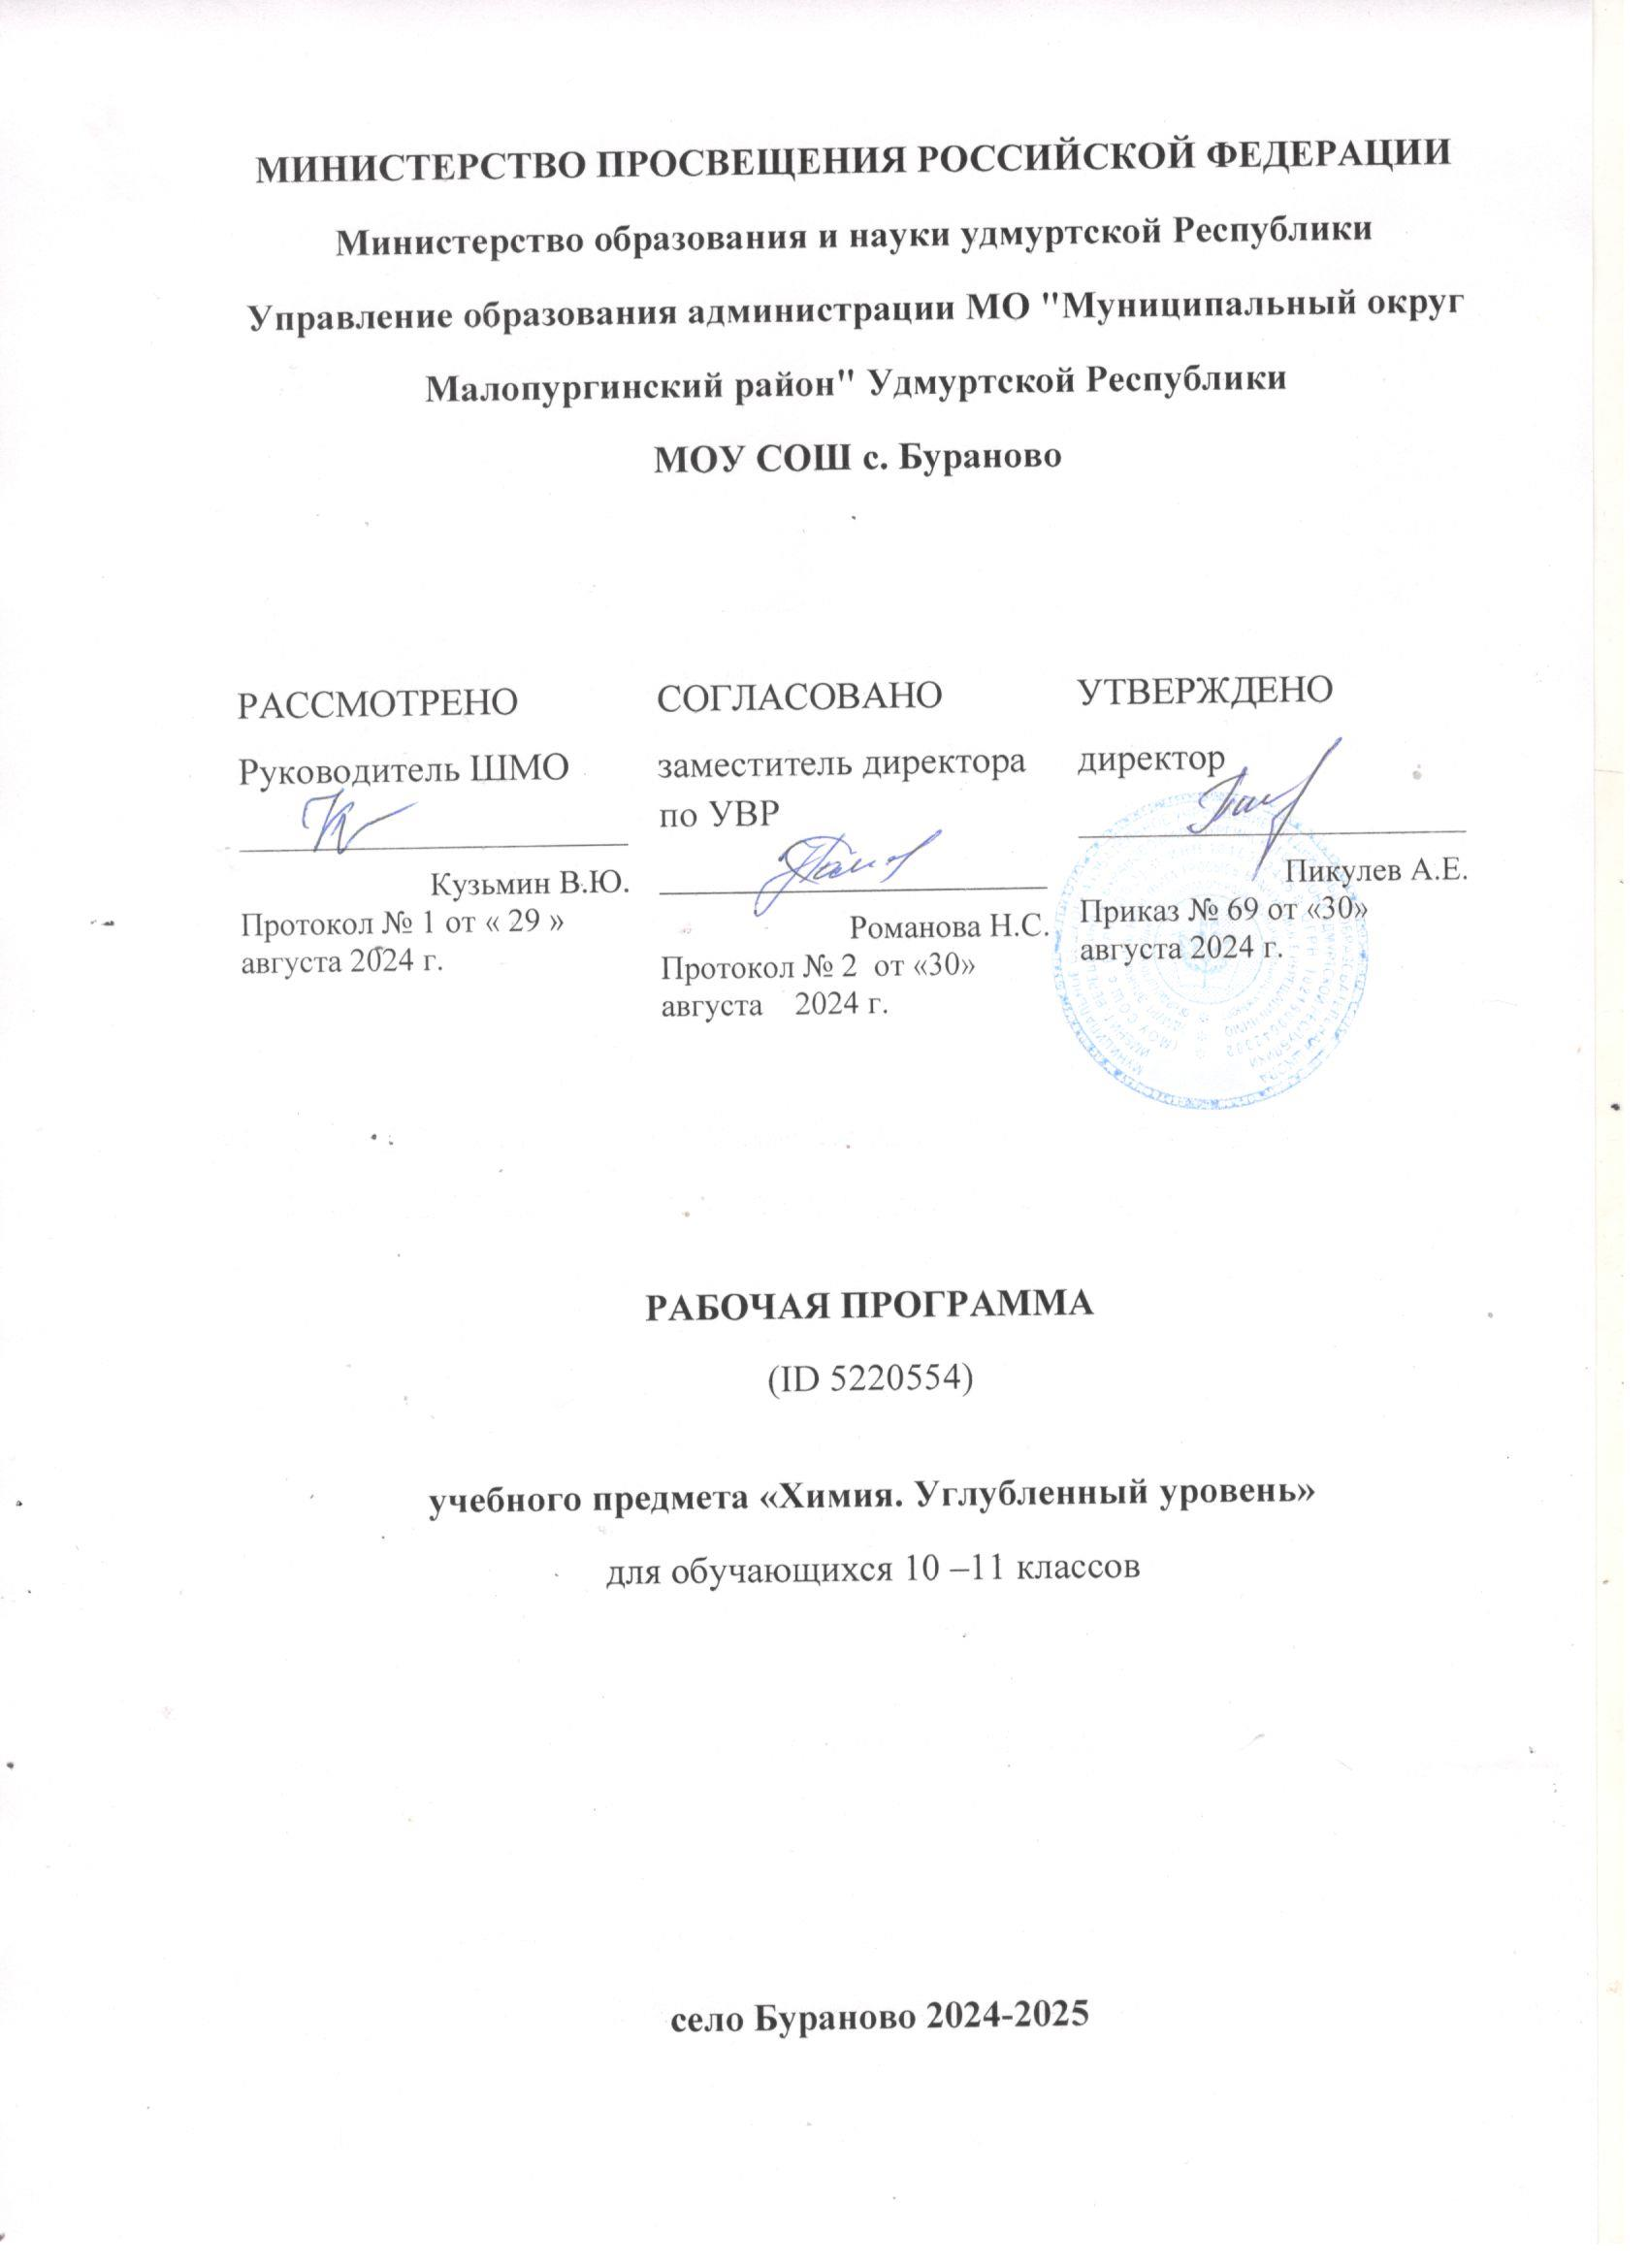 МИНИСТЕРСТВО ПРОСВЕЩЕНИЯ РОССИЙСКОЙ ФЕДЕРАЦИИ
Министерство образования и науки удмуртской Республики
Управление образования администрации МО "Муниципальный округ
Малопургинский район" Удмуртской Республики
МОУ СОШ с. Бураново
РАССМОТРЕНО
Руководитель ШМО
Кузьмин В.Ю.
Протокол № 1 от « 29 »
августа 2024 г.
СОГЛАСОВАНО
заместитель директора
по УВР
Романова Н.С.
Протокол № 2 от «30»
августа 2024 г.
УТВЕРЖДЕНО
директор
Пикулев А.Е.
Приказ № 69 от «30»
августа 2024 г.
РАБОЧАЯ ПРОГРАММА
(ID 5220554)
учебного предмета «Химия. Углубленный уровень»
для обучающихся 10 –11 классов
село Бураново 2024-2025